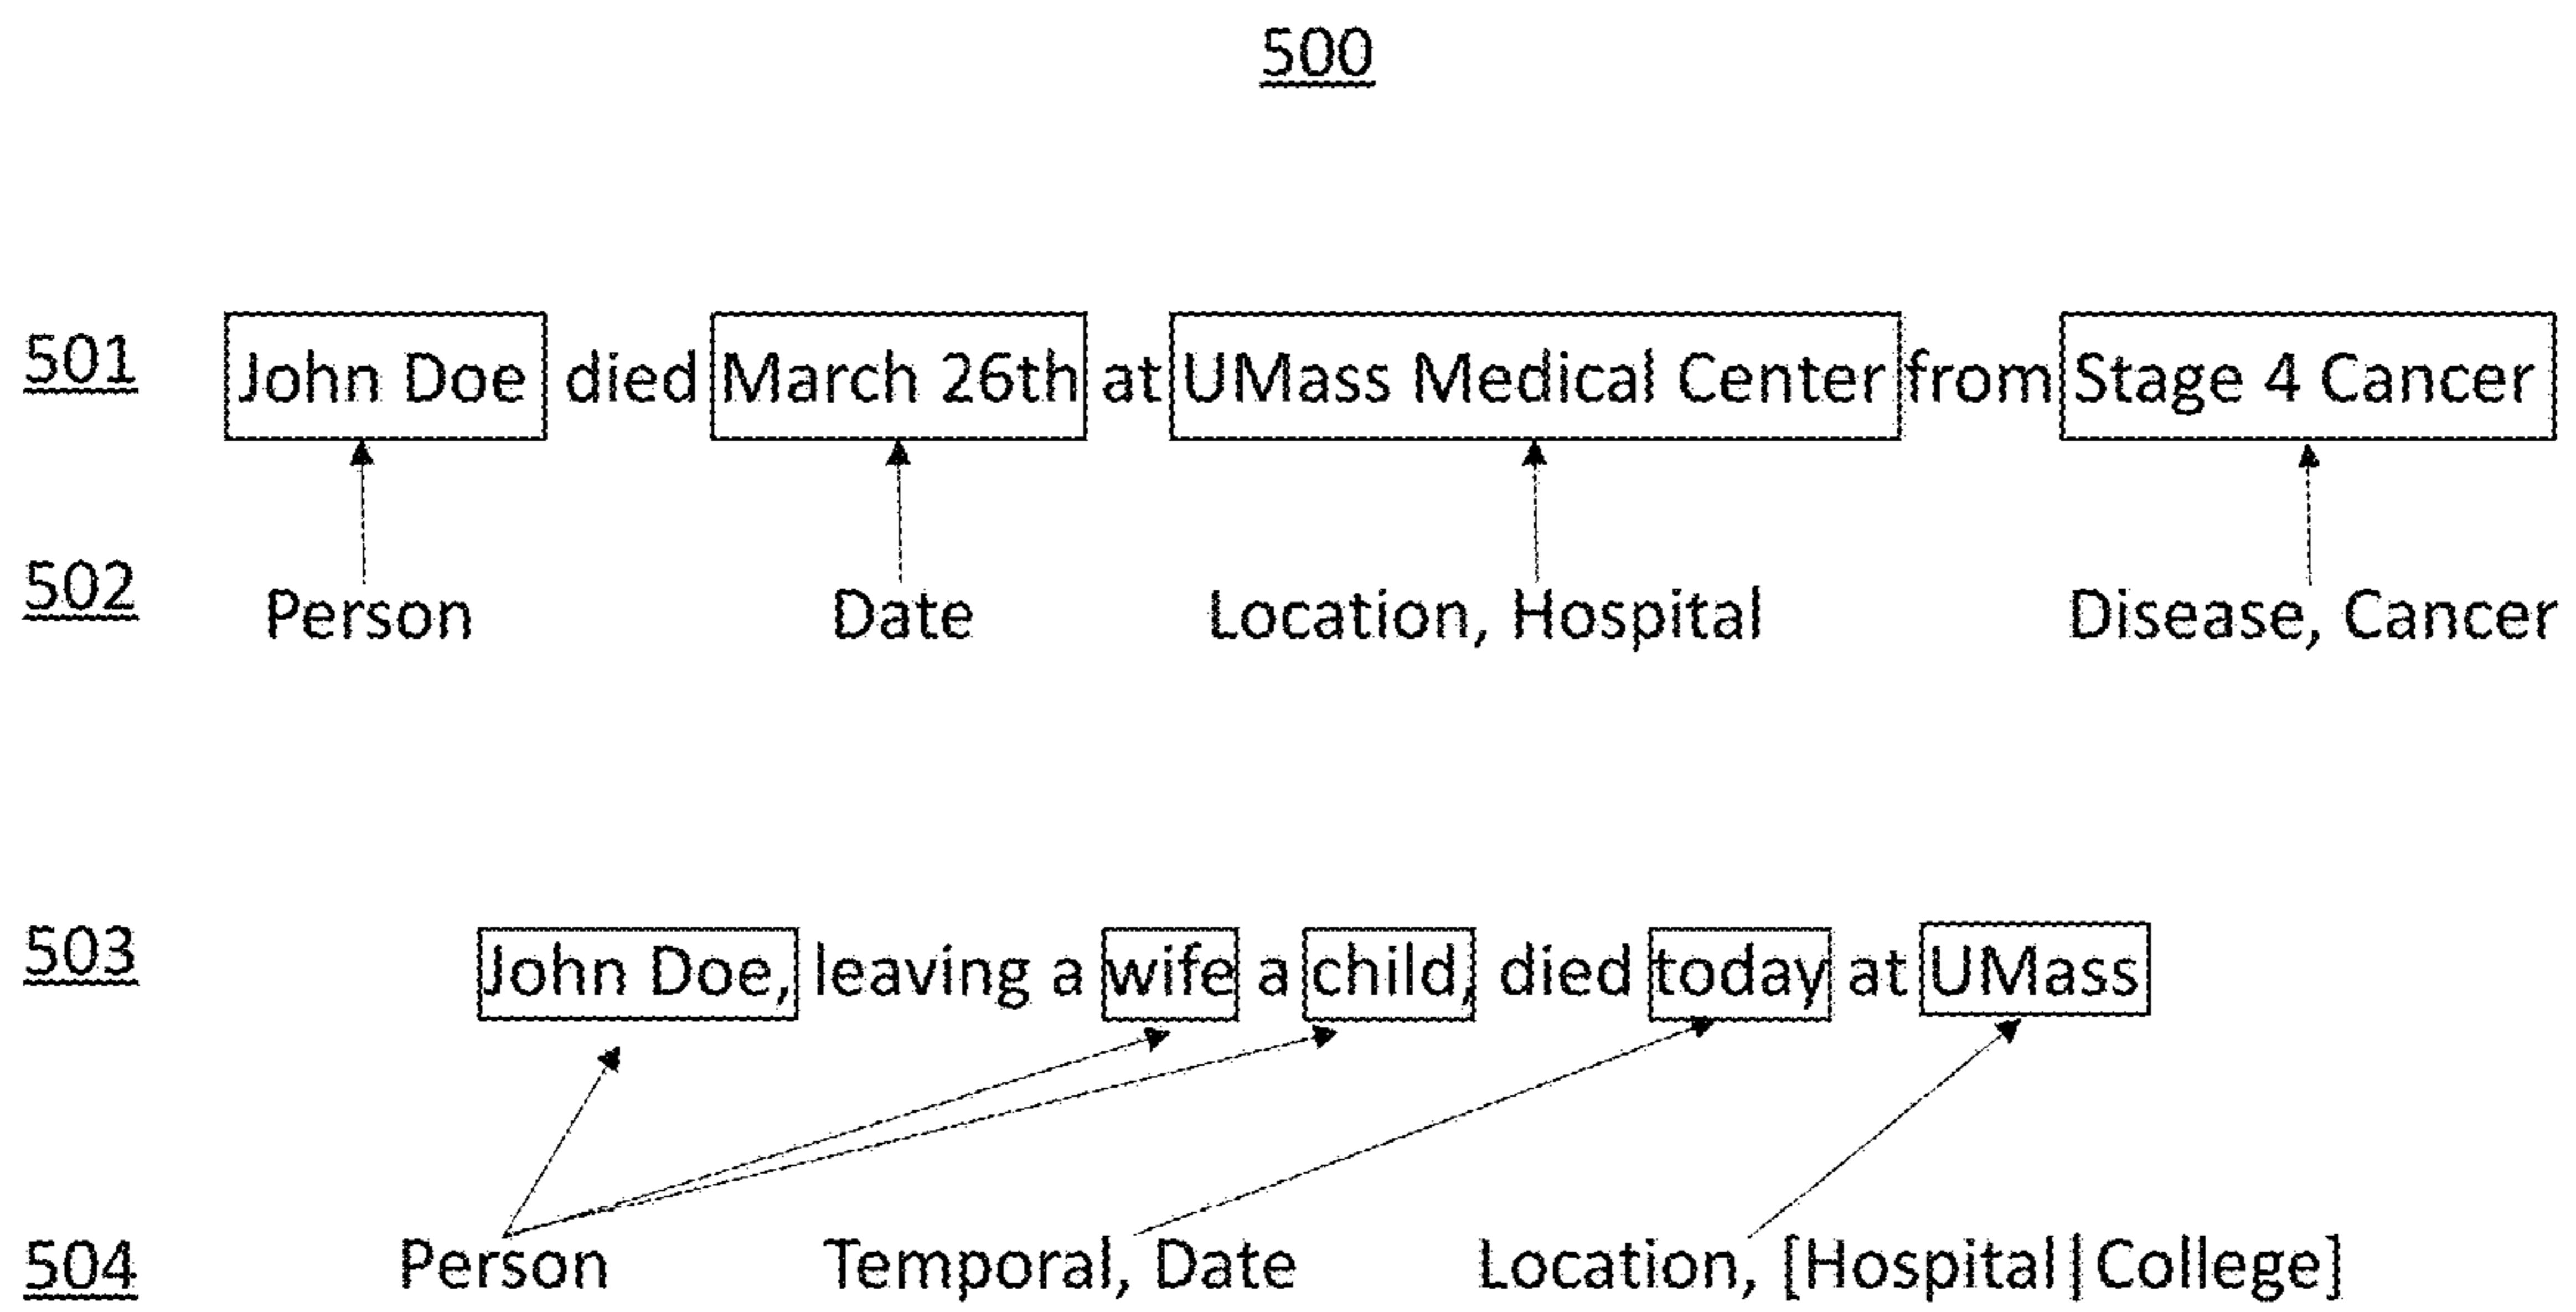 500
501 John Doe died March 26th at UMass Medical Center from Stage 4 Cancer
502 Person Date Location, Hospital Disease, Cancer
503 John Doe, leaving a wife a child, died today at UMass
504 Person Temporal, Date Location, [Hospital|College]